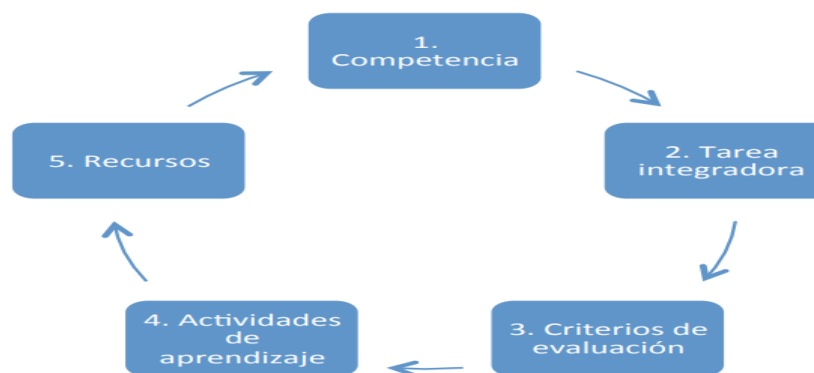 1.
Competencia
2. Tarea
integradora
3. Criterios de
evaluación
4. Actividades
de
aprendizaje
5. Recursos